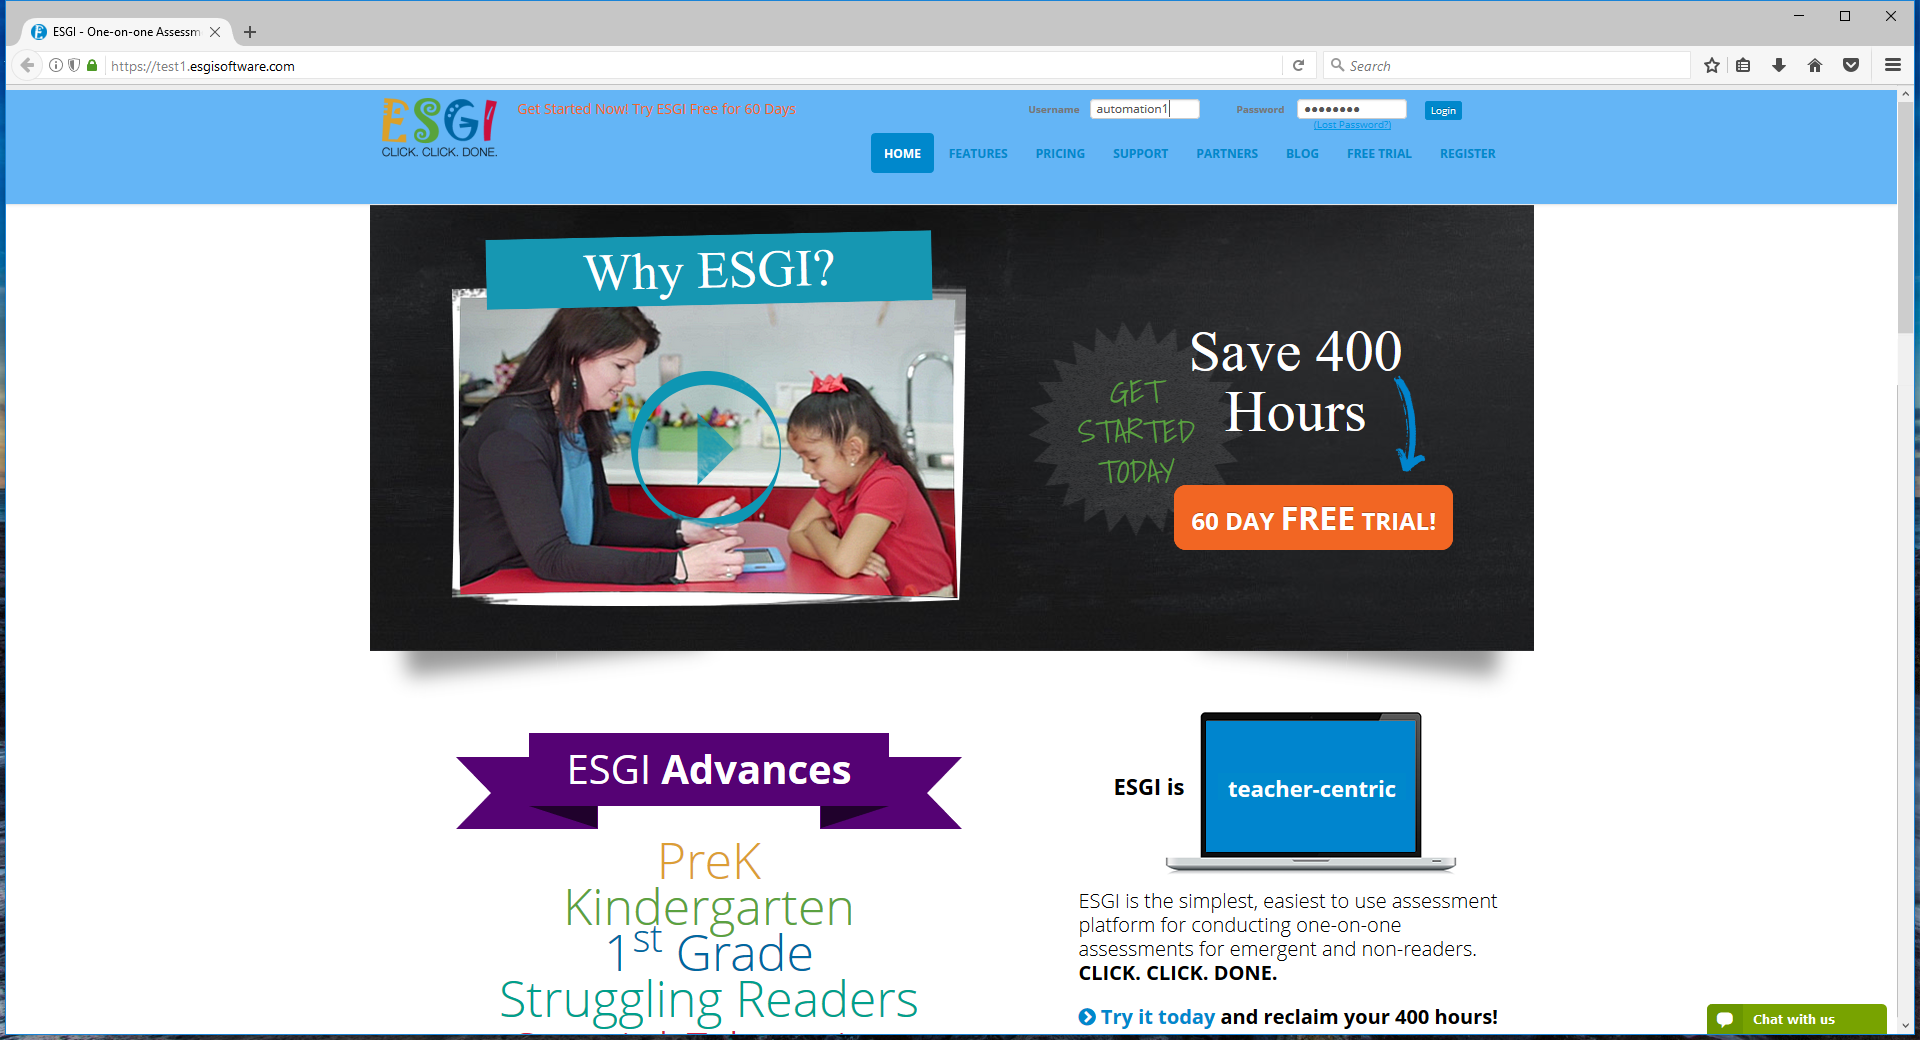 ESGI - One-on-one Assessm
https://test1.esgisoftware.com
Search
ESGI
CLICK. CLICK. DONE.
Get Started Now! Try ESGI Free for 60 Days
Username
automation1
Password
Login
(Lost Password?)
HOME
FEATURES
PRICING
SUPPORT
PARTNERS
BLOG
FREE TRIAL
REGISTER
Why ESGI?
GET
STARTED
TODAY
Save 400
Hours
60 DAY FREE TRIAL!
ESGI Advances
PreK
Kindergarten
1st Grade
Struggling Readers
ESGI is
teacher-centric
ESGI is the simplest, easiest to use assessment
platform for conducting one-on-one
assessments for emergent and non-readers.
CLICK. CLICK. DONE.
Try it today and reclaim your 400 hours!
Chat with us